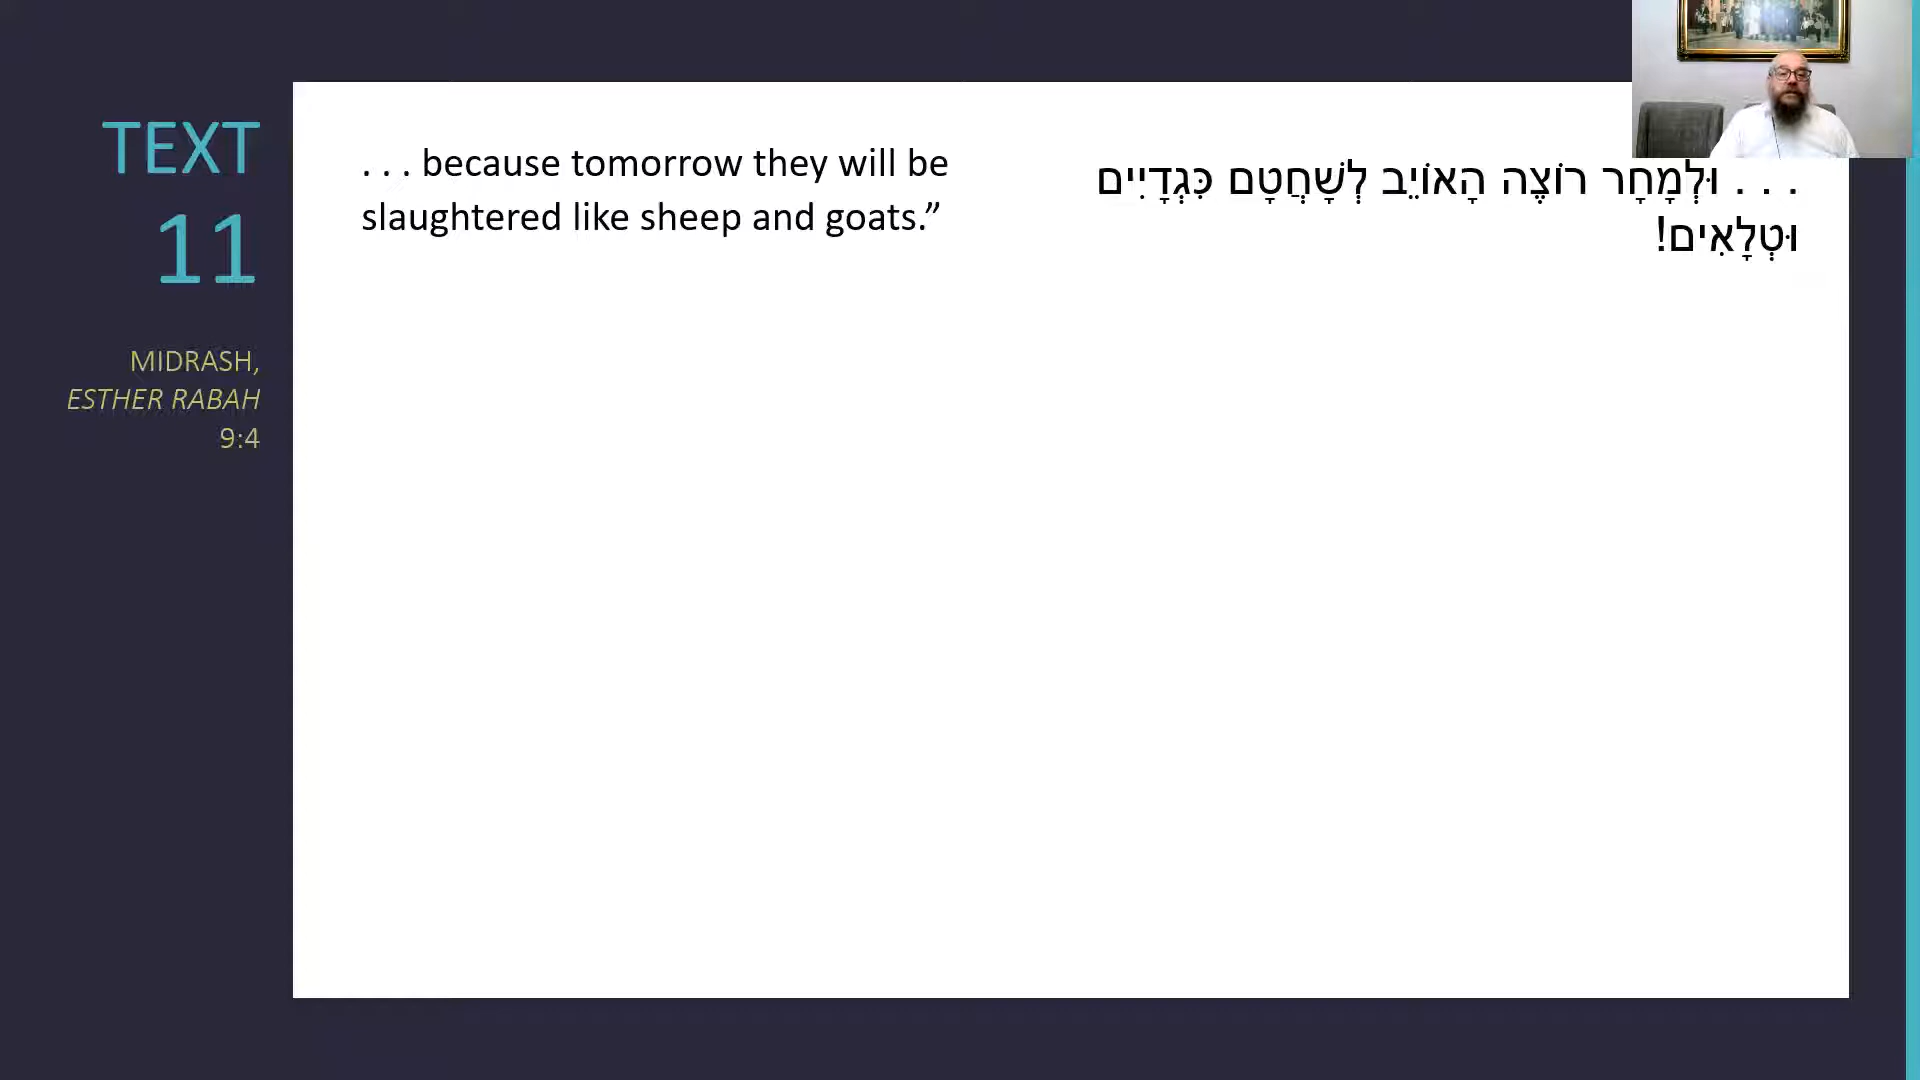 TEXT
11
MIDRASH,
ESTHER RABAH
9:4
. . . because tomorrow they will be
slaughtered like sheep and goats.”
. . . וּלְמָחָר רוֹצֶה הָאוֹיֵב לְשָׁחֳטָם כִּגְדָיִים
וּטְלָאִים!